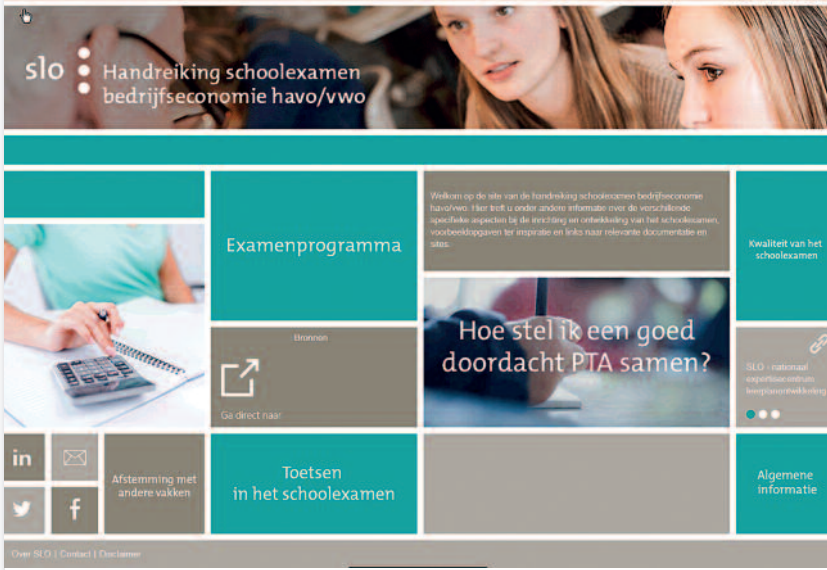 slo
Handreiking schoolexamen
bedrijfseconomie havo/vwo
Examenprogramma
Welkom op de site van de handreiking schoolexamen bedrijfseconomie
havo/vwo. Hier treft u onder andere informatie over de verschillende
specifieke aspecten bij de inrichting en ontwikkeling van het schoolexamen,
voorbeeldopgaven ter inspiratie en links naar relevante documentatie en
sites.
Kwaliteit van het
schoolexamen
Bronnen
Ga direct naar
Hoe stel ik een goed
doordacht PTA samen?
SLO - nationaal
expertisecentrum
leerplanontwikkeling
in
f
Afstemming met
andere vakken
Toetsen
in het schoolexamen
Algemene
informatie
Over SLO | Contact | Disclaimer